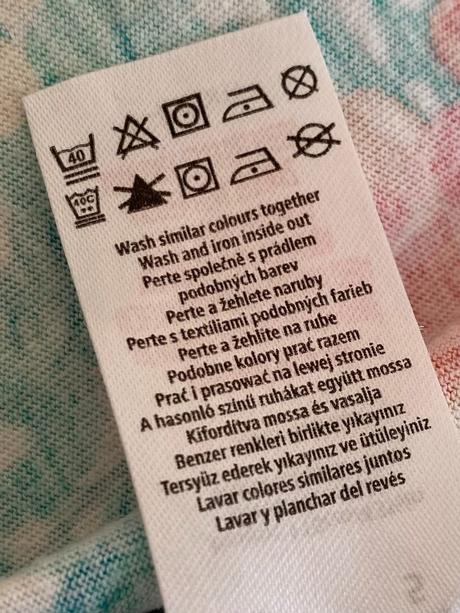 40
40C
Wash similar colours together
Wash and iron inside out
Perte společně s prádlem
podobných barev
Perte a žehlete naruby
Perte s textíliami podobných farieb
Perte a žehlite na rube
Podobne kolory prać razem
Prać i prasować na lewej stronie
A hasonló színű ruhákat együtt mossa
Kifordítva mossa és vasalja
Benzer renkleri birlikte yıkayınız
Tersyüz ederek yıkayınız ve ütüleyiniz
Lavar colores similares juntos
Lavar y planchar del revés